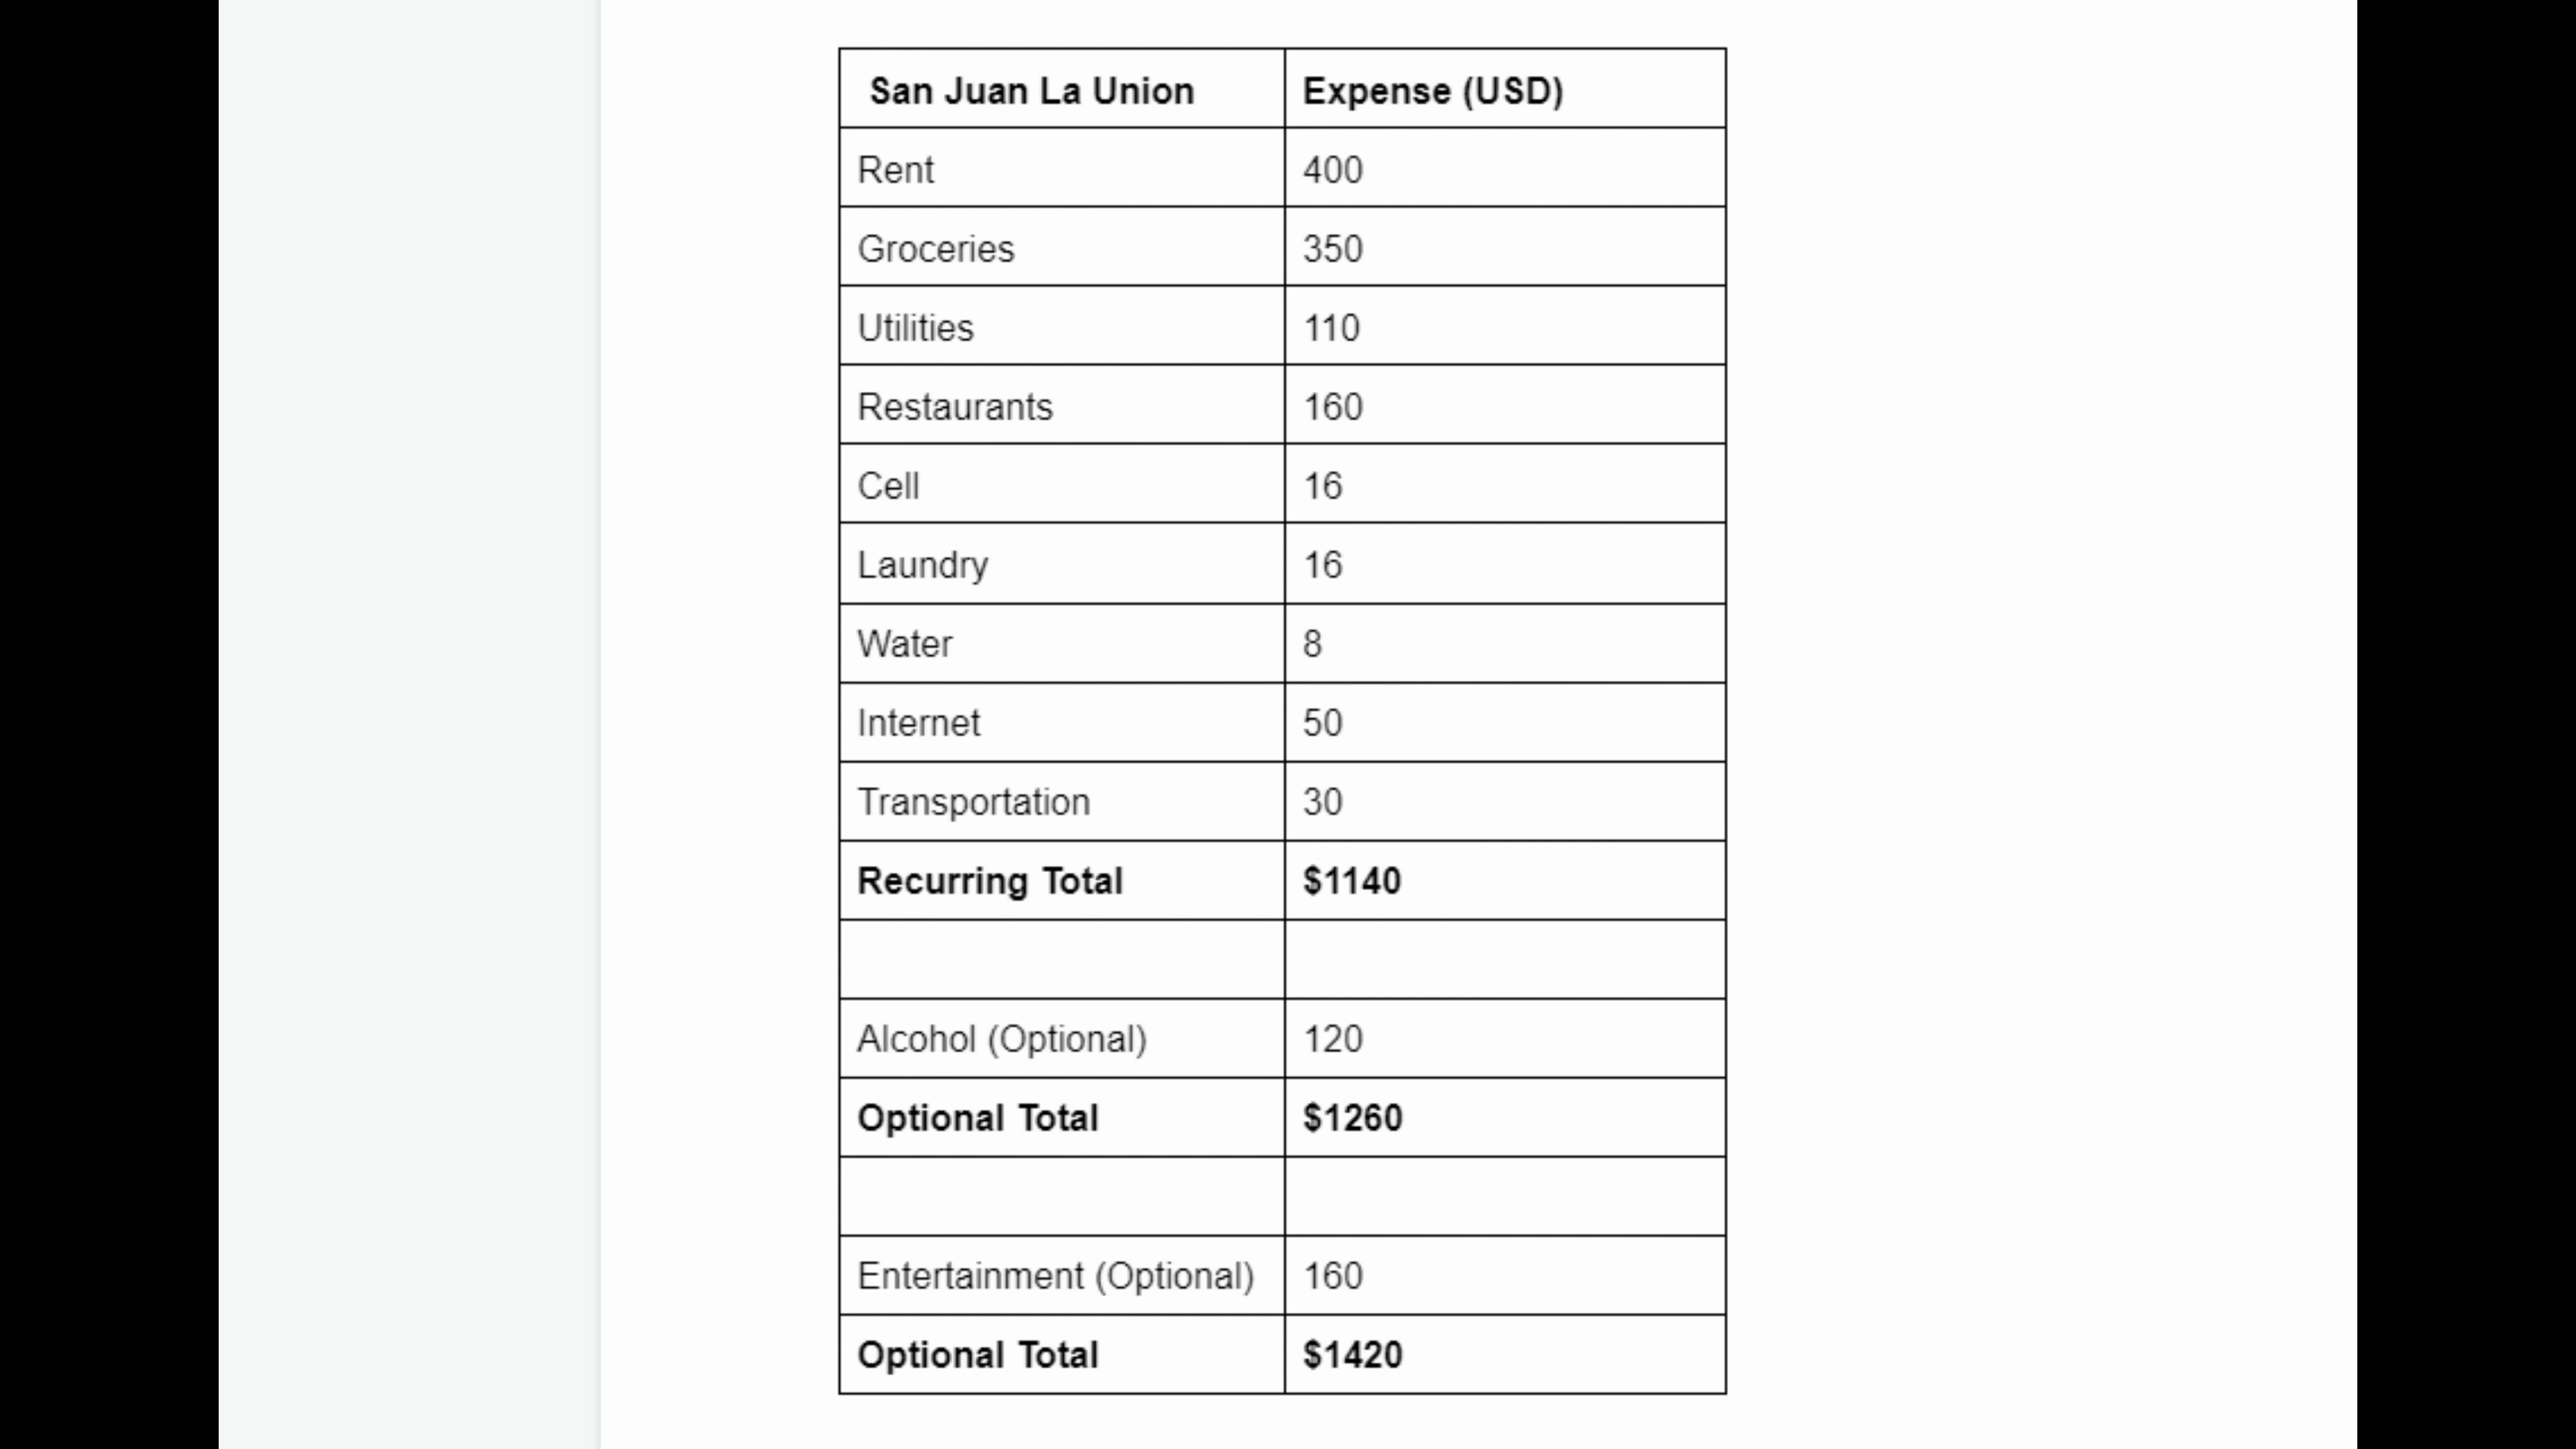 San Juan La Union Expense (USD)
Rent 400
Groceries 350
Utilities 110
Restaurants 160
Cell 16
Laundry 16
Water 8
Internet 50
Transportation 30
Recurring Total $1140
Alcohol (Optional) 120
Optional Total $1260
Entertainment (Optional) 160
Optional Total $1420